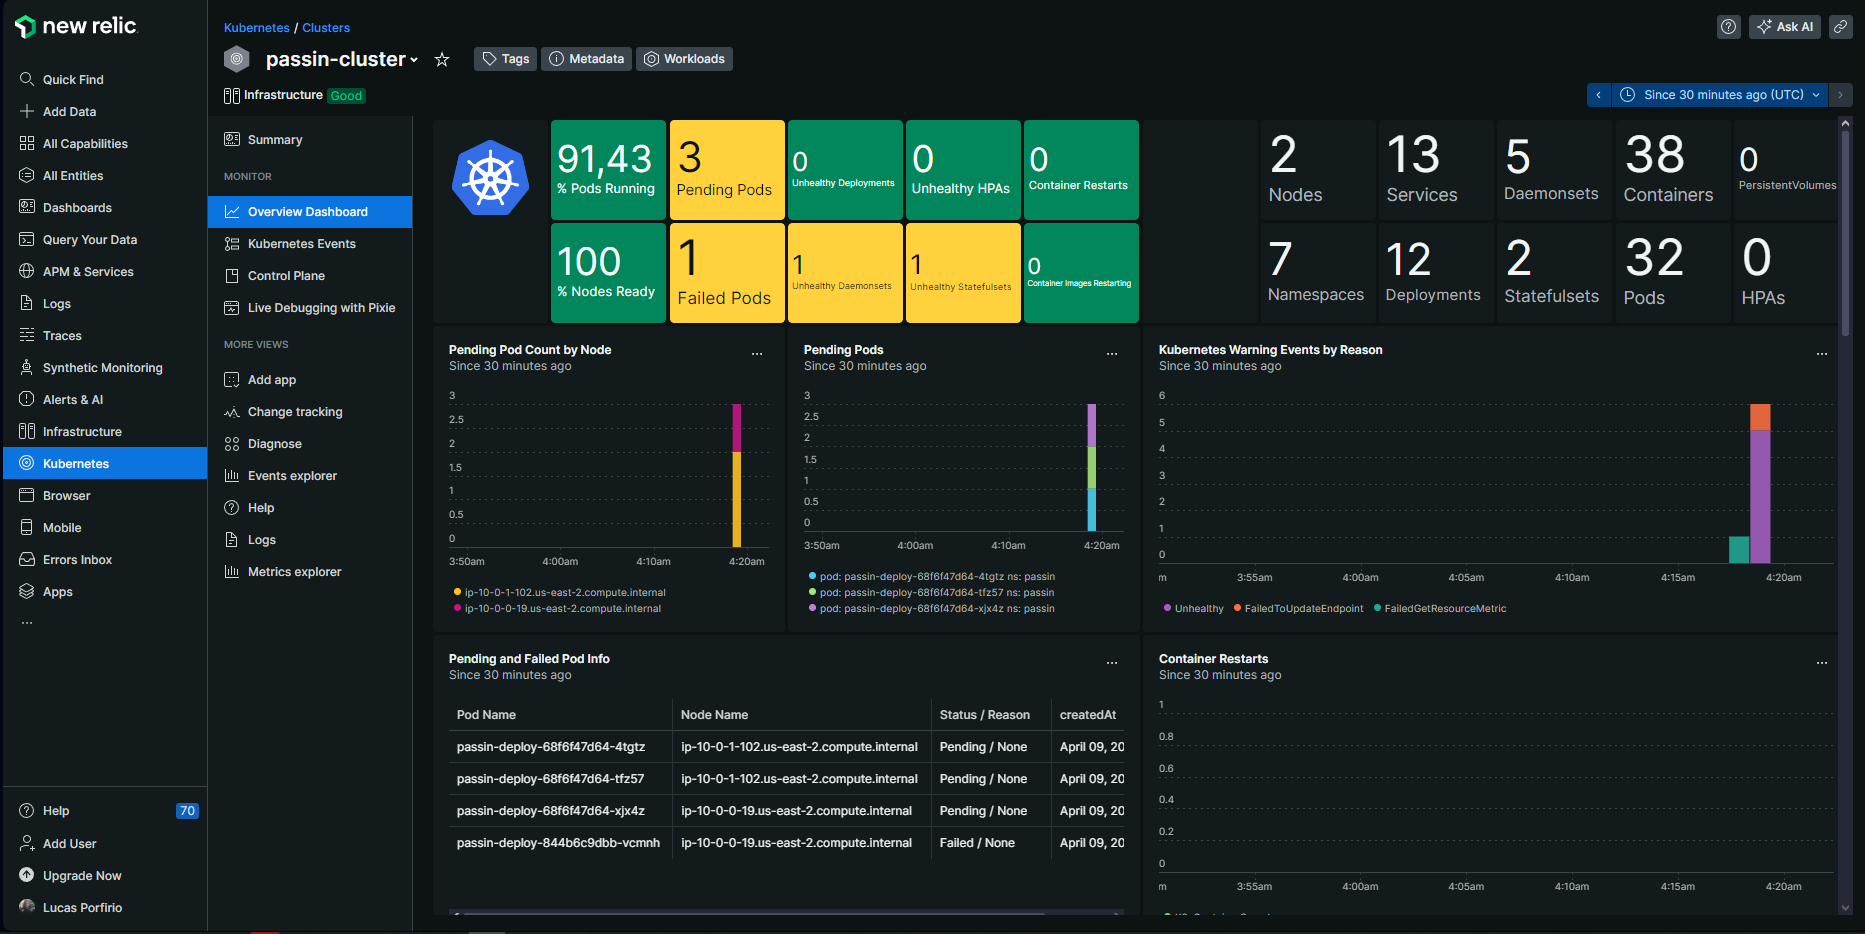 new relic
Quick Find
Add Data
All Capabilities
All Entities
Dashboards
Query Your Data
APM & Services
Logs
Traces
Synthetic Monitoring
Alerts & AI
Infrastructure
Kubernetes
Browser
Mobile
Errors Inbox
Apps
...
Help 70
Add User
Upgrade Now
Lucas Porfirio
Kubernetes / Clusters
passin-cluster
Tags Metadata Workloads
Infrastructure Good
Ask AI
Since 30 minutes ago (UTC)
Summary
MONITOR
Overview Dashboard
Kubernetes Events
Control Plane
Live Debugging with Pixie
MORE VIEWS
Add app
Change tracking
Diagnose
Events explorer
Help
Logs
Metrics explorer
91,43
% Pods Running
3
Pending Pods
0
Unhealthy Deployments
0
Unhealthy HPAs
0
Container Restarts
2
Nodes
13
Services
5
Daemonsets
38
Containers
0
PersistentVolumes
100
% Nodes Ready
1
Failed Pods
1
Unhealthy Daemonsets
1
Unhealthy Statefulsets
0
Container Images Restarting
7
Namespaces
12
Deployments
2
Statefulsets
32
Pods
0
HPAs
Pending Pod Count by Node
Since 30 minutes ago
3
2.5
2
1.5
1
0.5
0
3:50am 4:00am 4:10am 4:20am
ip-10-0-1-102.us-east-2.compute.internal
ip-10-0-0-19.us-east-2.compute.internal
Pending Pods
Since 30 minutes ago
3
2.5
2
1.5
1
0.5
0
3:50am 4:00am 4:10am 4:20am
pod: passin-deploy-68f6f47d64-4tgtz ns: passin
pod: passin-deploy-68f6f47d64-tfz57 ns: passin
pod: passin-deploy-68f6f47d64-xjx4z ns: passin
Kubernetes Warning Events by Reason
Since 30 minutes ago
6
5
4
3
2
1
0
m 3:55am 4:00am 4:05am 4:10am 4:15am 4:20am
Unhealthy FailedToUpdateEndpoint FailedGetResourceMetric
Pending and Failed Pod Info
Since 30 minutes ago
Pod Name Node Name Status / Reason createdAt
passin-deploy-68f6f47d64-4tgtz ip-10-0-1-102.us-east-2.compute.internal Pending / None April 09, 20
passin-deploy-68f6f47d64-tfz57 ip-10-0-1-102.us-east-2.compute.internal Pending / None April 09, 20
passin-deploy-68f6f47d64-xjx4z ip-10-0-0-19.us-east-2.compute.internal Pending / None April 09, 20
passin-deploy-844b6c9dbb-vcmnh ip-10-0-0-19.us-east-2.compute.internal Failed / None April 09, 20
Container Restarts
Since 30 minutes ago
1
0.8
0.6
0.4
0.2
0
m 3:55am 4:00am 4:05am 4:10am 4:15am 4:20am